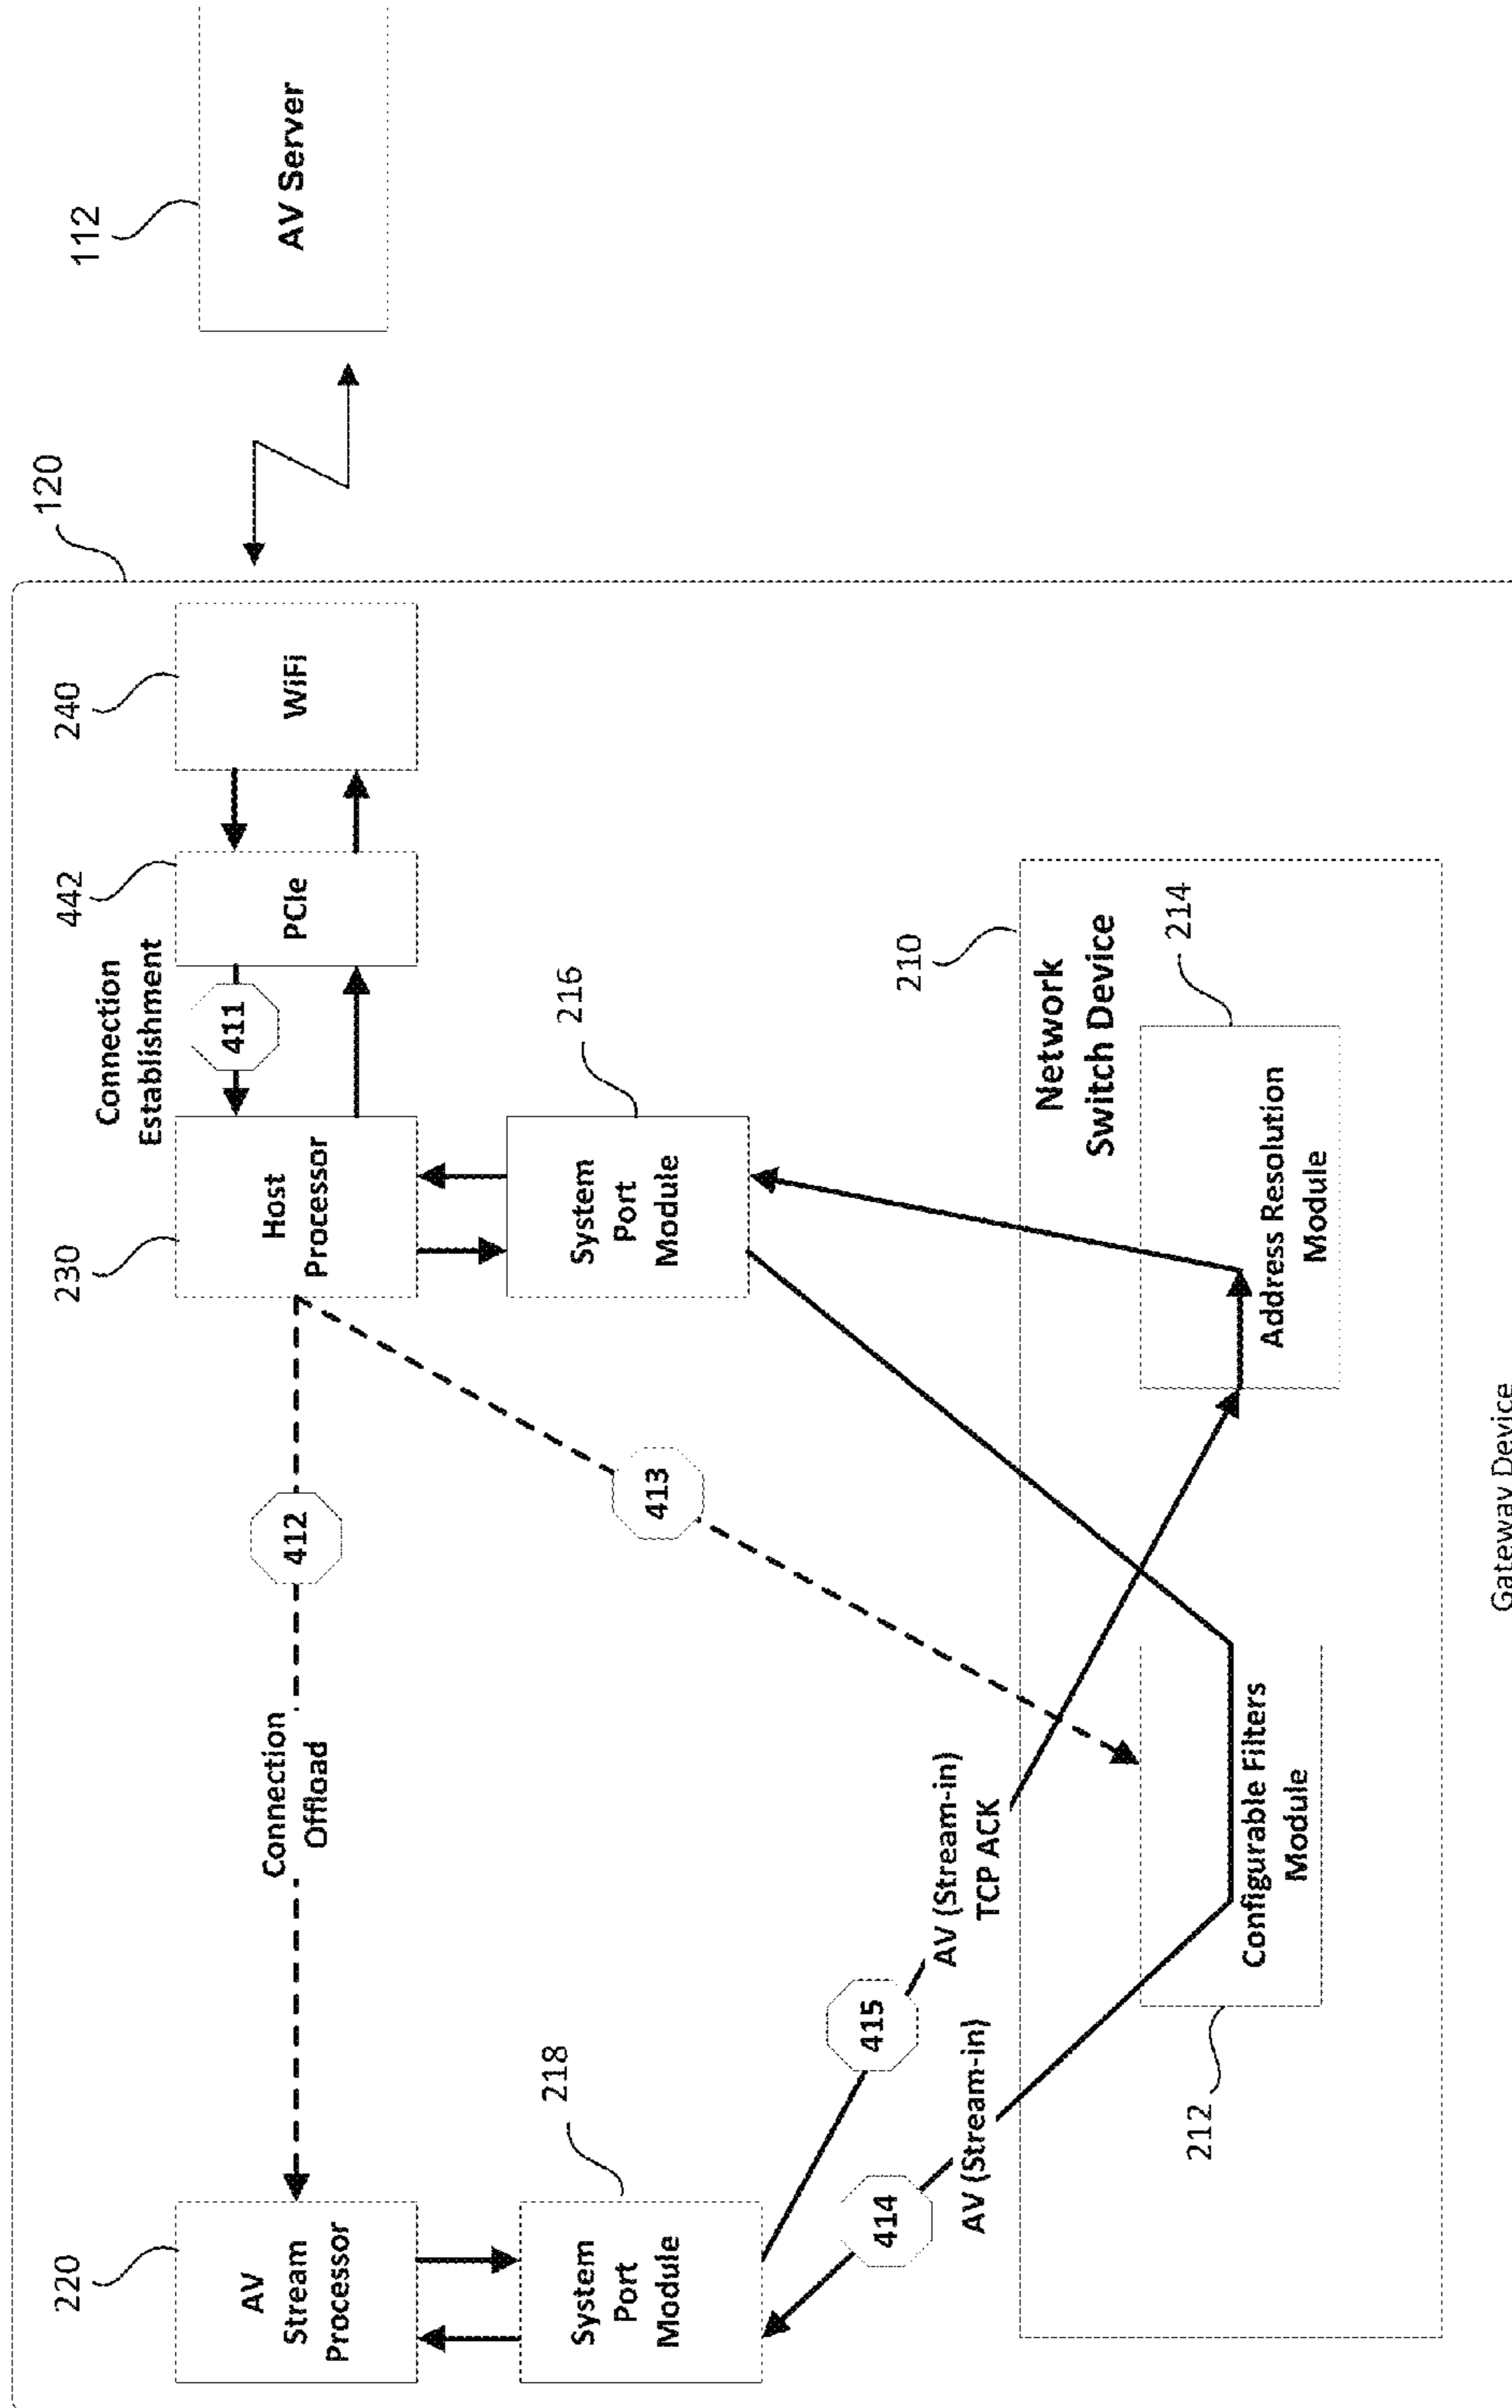 120
220
AV
Stream
Processor
Connection
Offload
412
230
Host
Processor
Connection
Establishment
411
442
PCIe
240
WiFi
112
AV Server
218
System
Port
Module
413
216
System
Port
Module
414
AV (Stream-in)
415
AV (Stream-in)
TCP ACK
210
Network
Switch Device
212
Configurable Filters
Module
214
Address Resolution
Module
Gateway Device